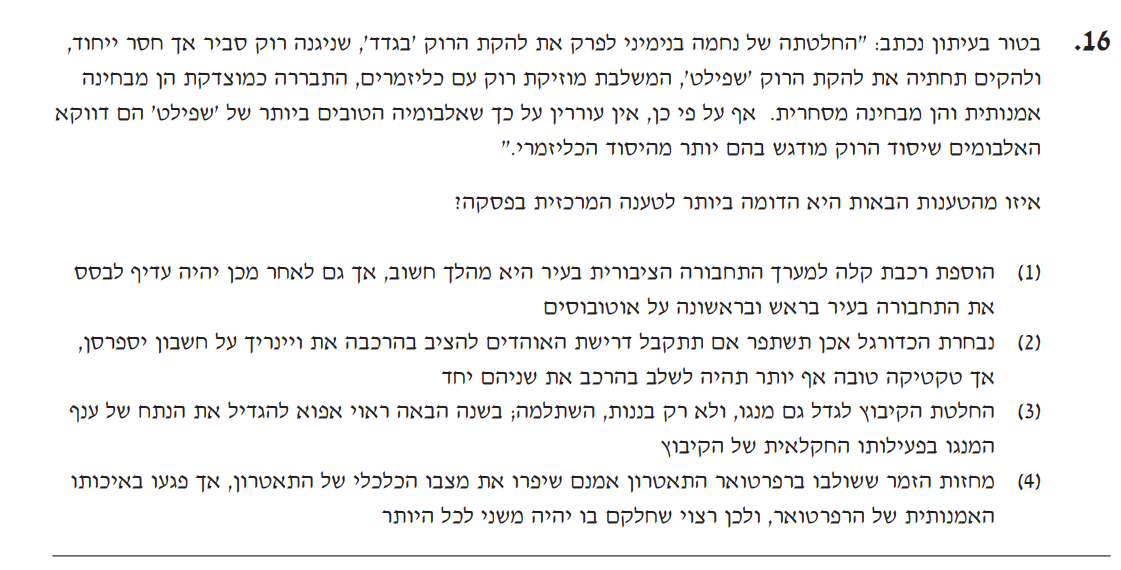 16. בטור בעיתון נכתב: "החלטתה של נחמה בנימיני לפרק את להקת הרוק 'בגדד', שניגנה רוק סביר אך חסר ייחוד,
ולהקים תחתיה את להקת הרוק 'שפילט', המשלבת מוזיקת רוק עם כליזמרים, התבררה כמוצדקת הן מבחינה
אמנותית והן מבחינה מסחרית. אף על פי כן, אין עוררין על כך שאלבומיה הטובים ביותר של 'שפילט' הם דווקא
האלבומים שיסוד הרוק מודגש בהם יותר מהיסוד הכליזמרי."
איזו מהטענות הבאות היא הדומה ביותר לטענה המרכזית בפסקה?
(1) הוספת רכבת קלה למערך התחבורה הציבורית בעיר היא מהלך חשוב, אך גם לאחר מכן יהיה עדיף לבסס
את התחבורה בעיר בראש ובראשונה על אוטובוסים
(2) נבחרת הכדורגל אכן תשתפר אם תתקבל דרישת האוהדים להציב בהרכבה את ויינריך על חשבון יספרסן,
אך טקטיקה טובה אף יותר תהיה לשלב בהרכב את שניהם יחד
(3) החלטת הקיבוץ לגדל גם מנגו, ולא רק בננות, השתלמה; בשנה הבאה ראוי אפוא להגדיל את הנתח של ענף
המנגו בפעילותו החקלאית של הקיבוץ
(4) מחזות הזמר ששולבו ברפרטואר התאטרון אמנם שיפרו את מצבו הכלכלי של התאטרון, אך פגעו באיכותו
האמנותית של הרפרטואר, ולכן רצוי שחלקם בו יהיה משני לכל היותר